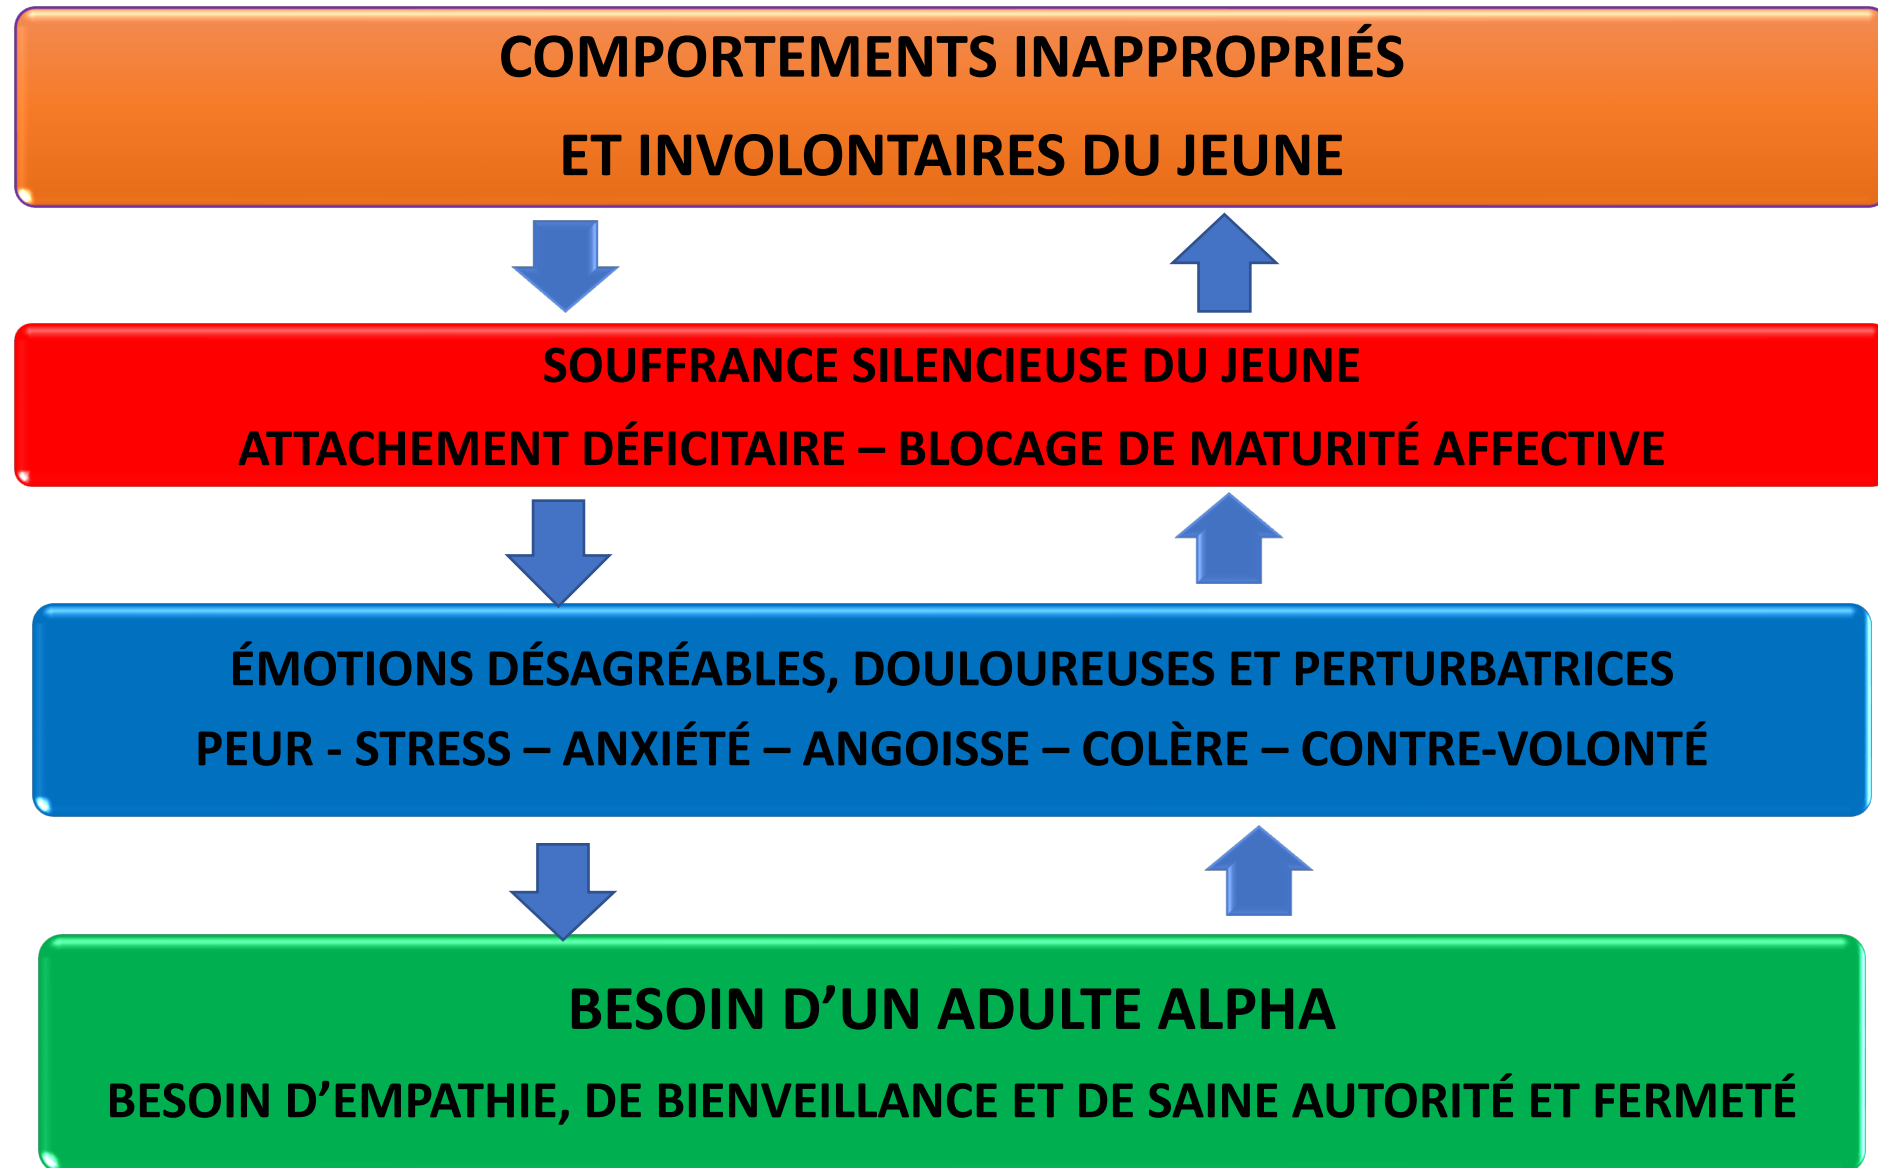 COMPORTEMENTS INAPPROPRIÉS
ET INVOLONTAIRES DU JEUNE
SOUFFRANCE SILENCIEUSE DU JEUNE
ATTACHEMENT DÉFICITAIRE – BLOCAGE DE MATURITÉ AFFECTIVE
ÉMOTIONS DÉSAGRÉABLES, DOULOUREUSES ET PERTURBATRICES
PEUR - STRESS – ANXIÉTÉ – ANGOISSE – COLÈRE – CONTRE-VOLONTÉ
BESOIN D’UN ADULTE ALPHA
BESOIN D’EMPATHIE, DE BIENVEILLANCE ET DE SAINE AUTORITÉ ET FERMETÉ